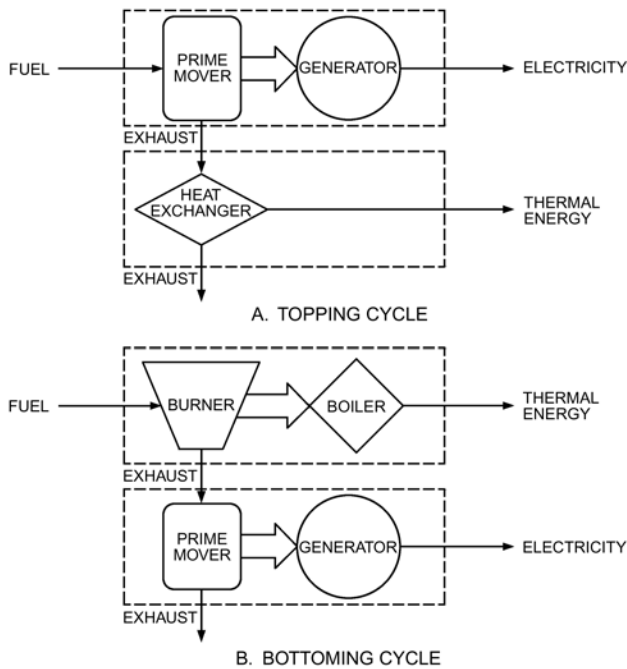 FUEL
PRIME
MOVER
GENERATOR
ELECTRICITY
EXHAUST
HEAT
EXCHANGER
THERMAL
ENERGY
EXHAUST
A. TOPPING CYCLE
FUEL
BURNER
BOILER
THERMAL
ENERGY
EXHAUST
PRIME
MOVER
GENERATOR
ELECTRICITY
EXHAUST
B. BOTTOMING CYCLE